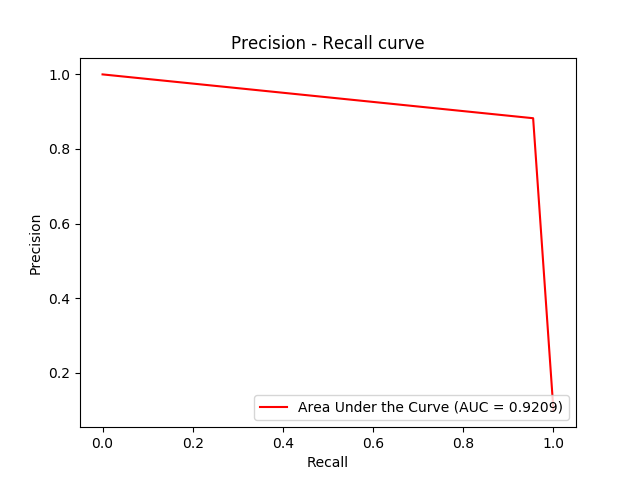 Precision - Recall curve
1.0
0.8
0.6
0.4
0.2
Precision
Area Under the Curve (AUC = 0.9209)
0.0 0.2 0.4 0.6 0.8 1.0
Recall